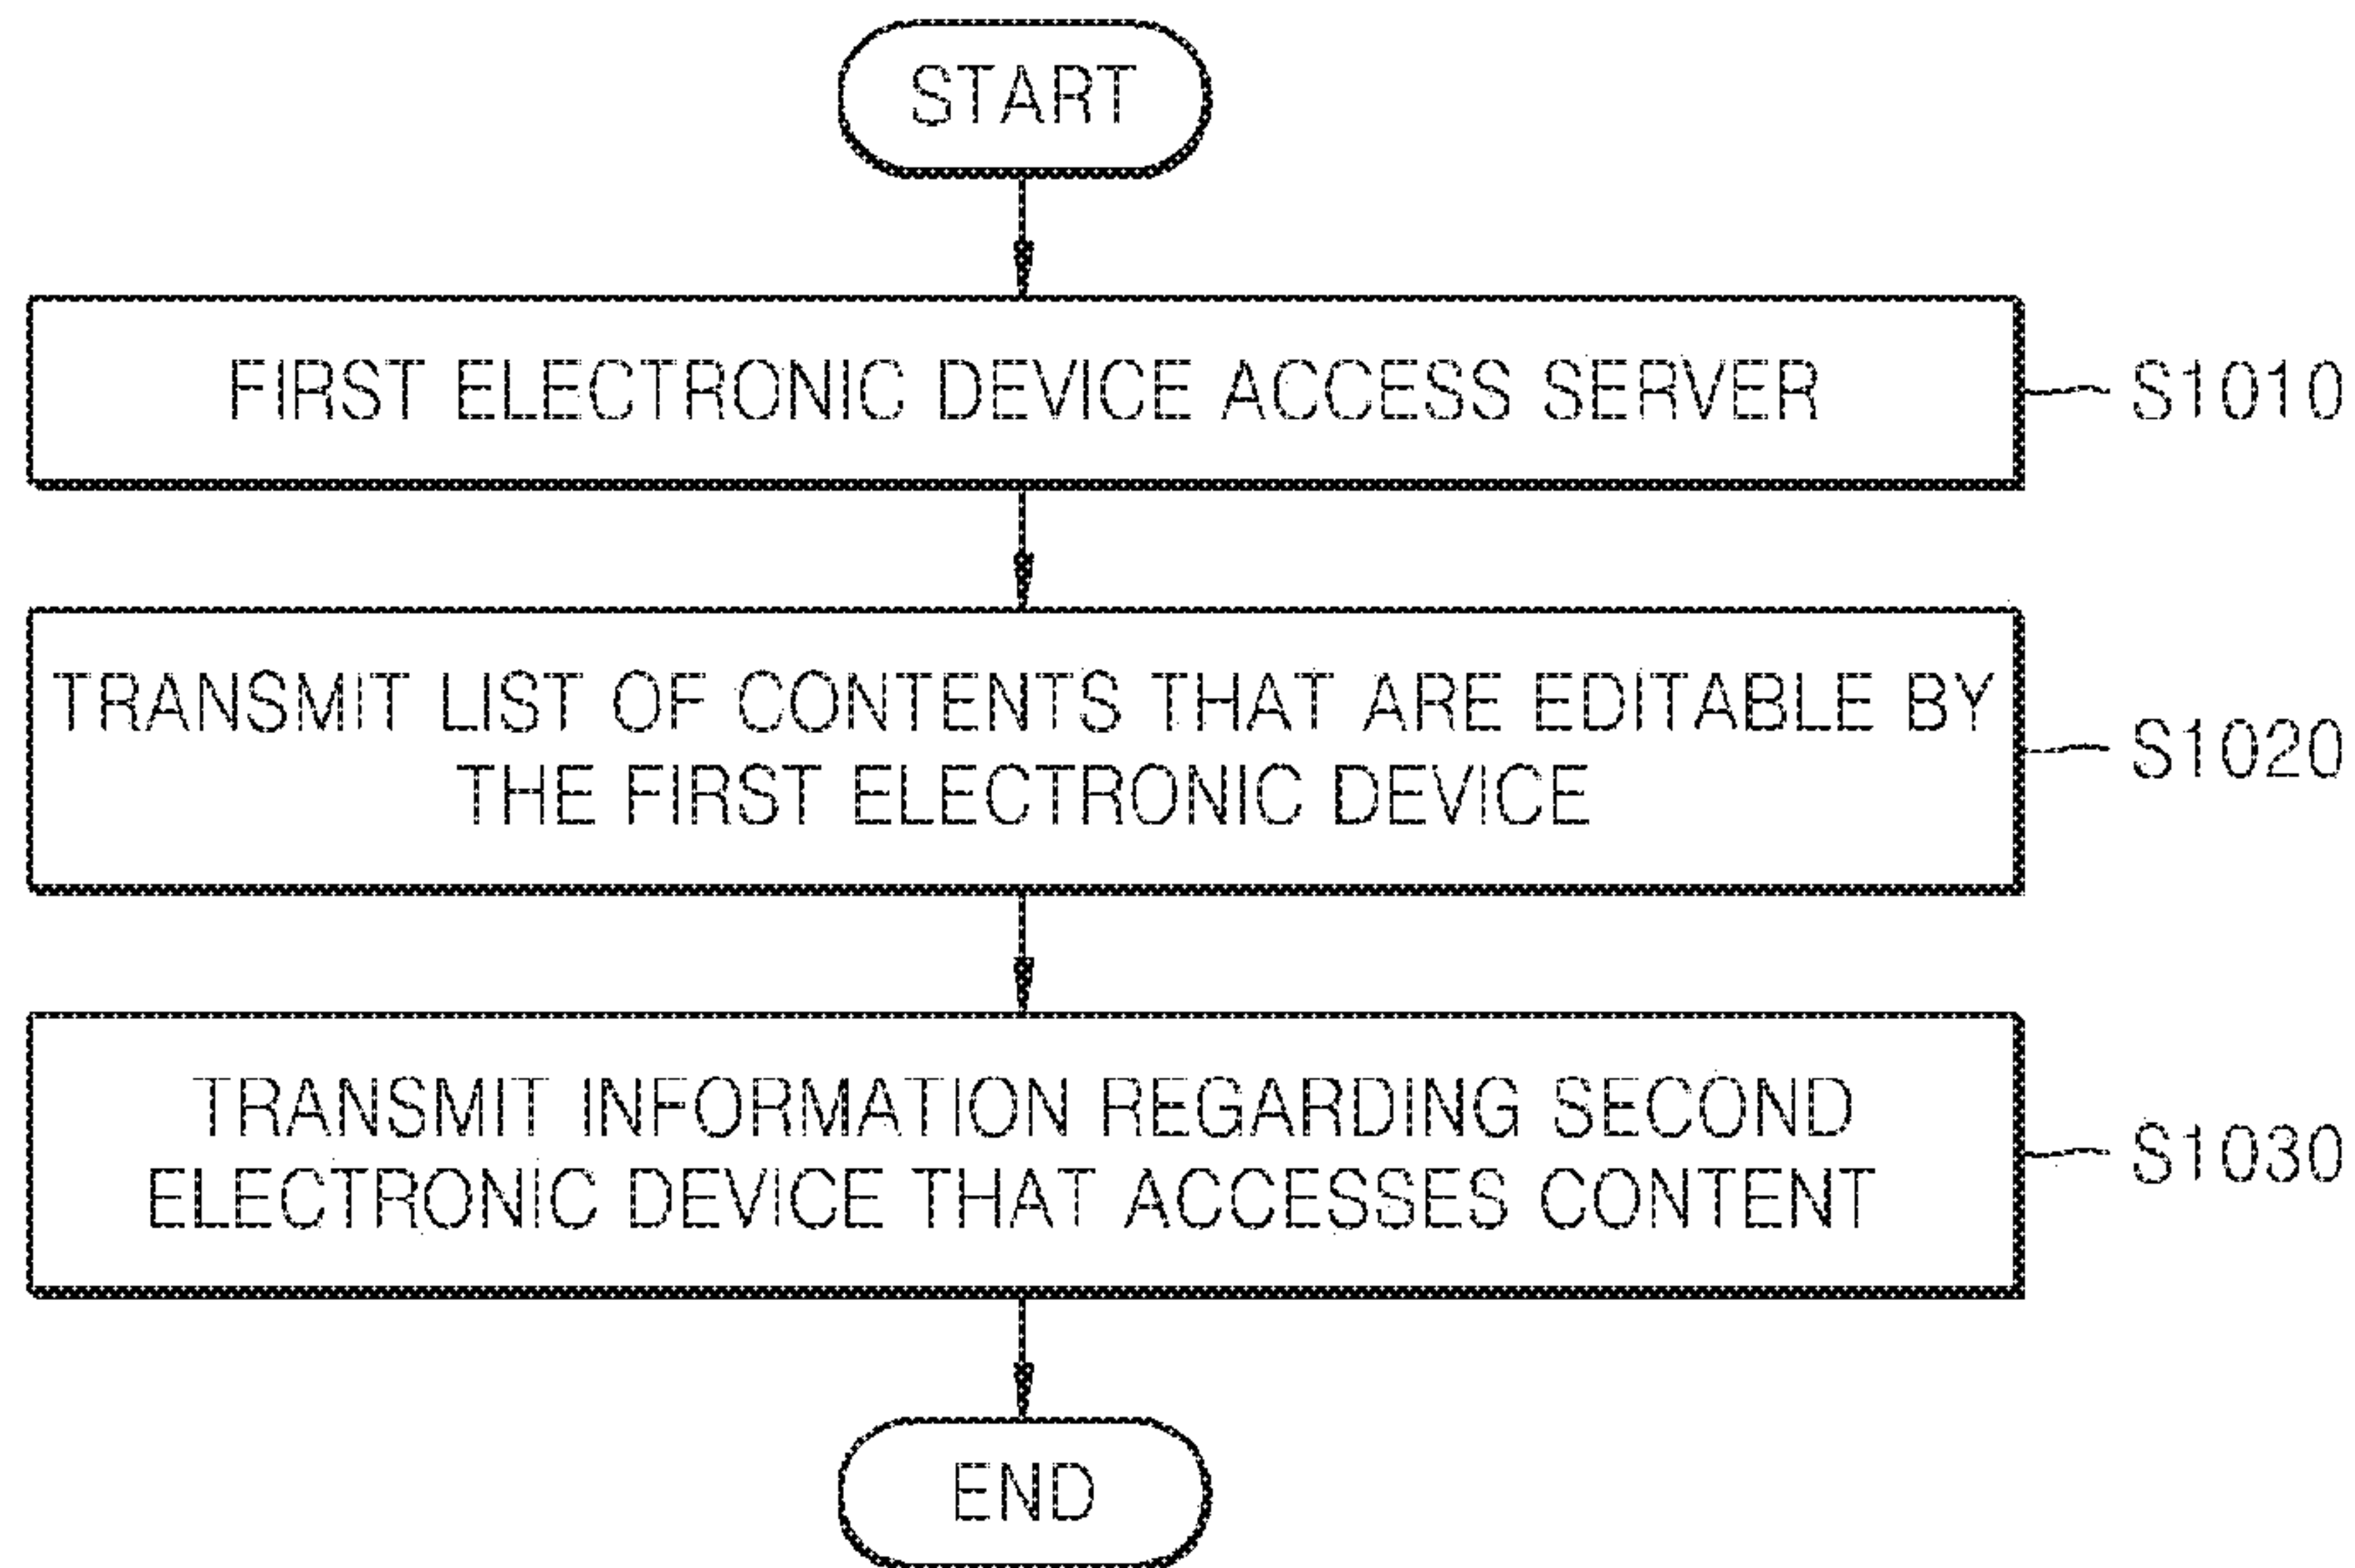 START
FIRST ELECTRONIC DEVICE ACCESS SERVER
S1010
TRANSMIT LIST OF CONTENTS THAT ARE EDITABLE BY
THE FIRST ELECTRONIC DEVICE
S1020
TRANSMIT INFORMATION REGARDING SECOND
ELECTRONIC DEVICE THAT ACCESSES CONTENT
S1030
END